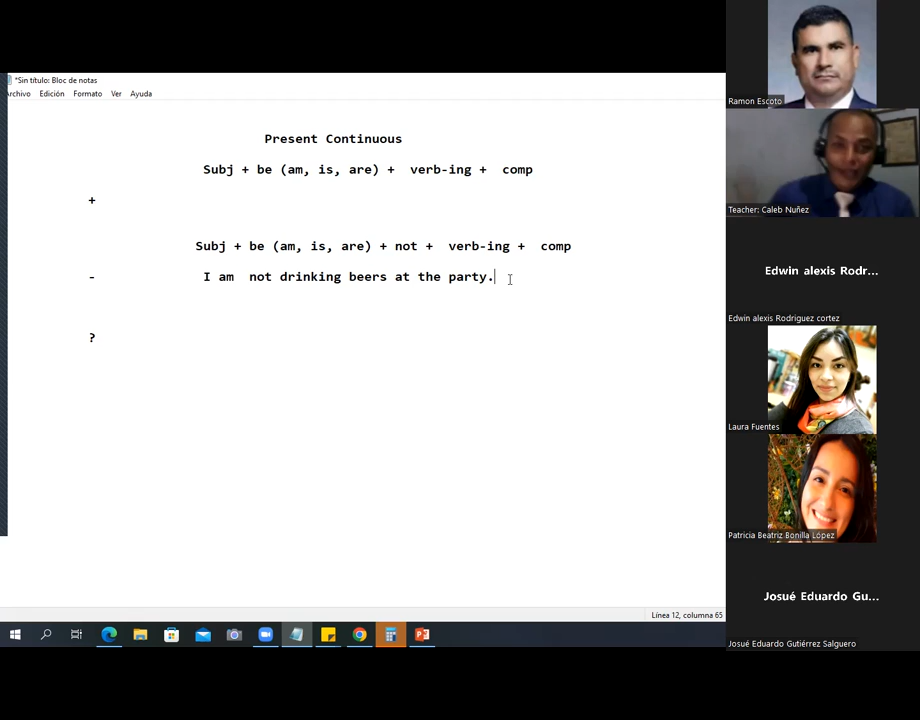 *Sin título: Bloc de notas
Archivo Edición Formato Ver Ayuda
Present Continuous
Subj + be (am, is, are) + verb-ing + comp
+
Subj + be (am, is, are) + not + verb-ing + comp
- I am not drinking beers at the party.
?
Línea 12, columna 65
Ramon Escoto
Teacher: Caleb Nuñez
Edwin alexis Rodr...
Edwin alexis Rodriguez cortez
Laura Fuentes
Patricia Beatriz Bonilla López
Josué Eduardo Gu...
Josué Eduardo Gutiérrez Salguero